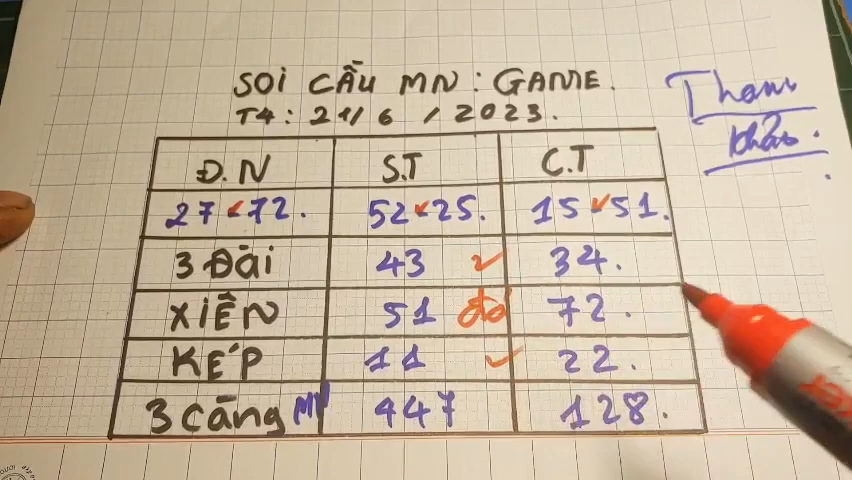 SOI CẦU MN : GAME.
T4 : 21/6/2023.
Tham
khảo.
Đ.N S.T C.T
27 - 72. 52 - 25. 15 - 51.
3 Đài 43 34.
XIÊN 51 đá 72.
KÉP 11 22.
3 Càng MN 447 128.